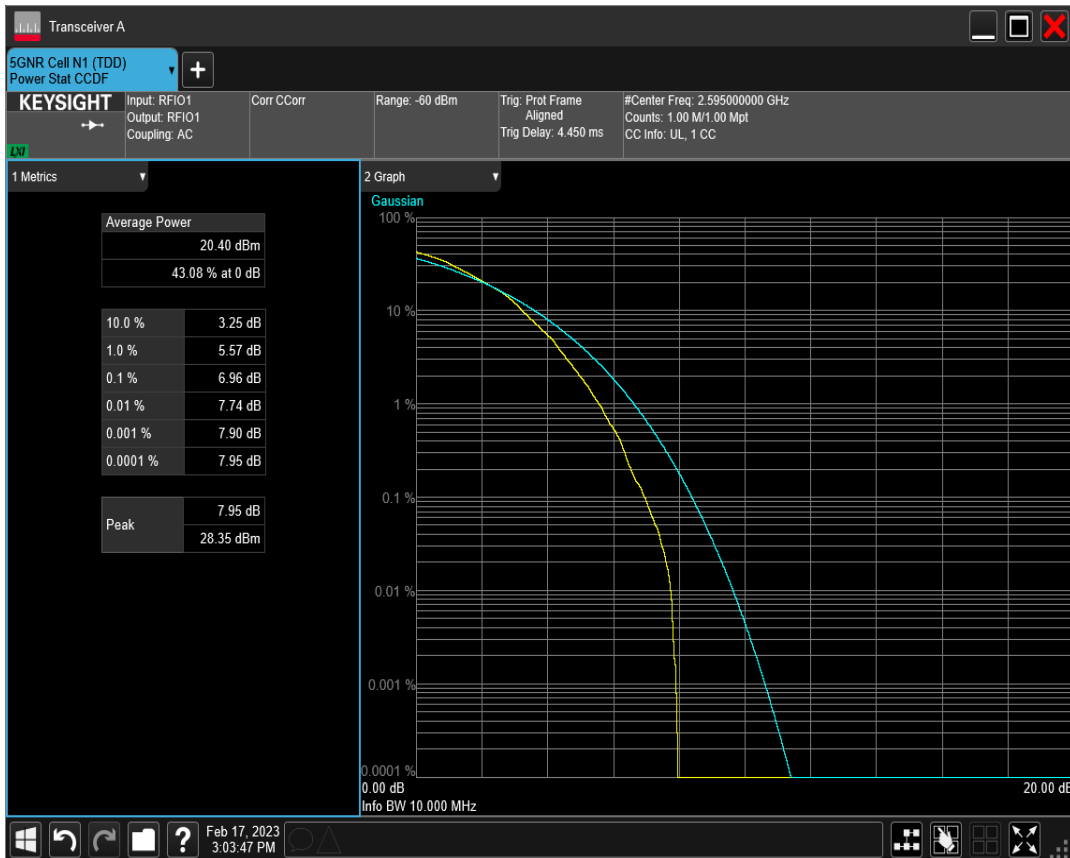 Transceiver A
5GNR Cell N1 (TDD)
Power Stat CCDF
KEYSIGHT
LXI
Input: RFIO1
Output: RFIO1
Coupling: AC
Corr CCorr
Range: -60 dBm
Trig: Prot Frame
Aligned
Trig Delay: 4.450 ms
#Center Freq: 2.595000000 GHz
Counts: 1.00 M/1.00 Mpt
CC Info: UL, 1 CC
1 Metrics
Average Power
20.40 dBm
43.08 % at 0 dB
10.0 % 3.25 dB
1.0 % 5.57 dB
0.1 % 6.96 dB
0.01 % 7.74 dB
0.001 % 7.90 dB
0.0001 % 7.95 dB
Peak
7.95 dB
28.35 dBm
2 Graph
Gaussian
100 %
10 %
1 %
0.1 %
0.01 %
0.001 %
0.0001 %
0.00 dB 20.00 dB
Info BW 10.000 MHz
?
Feb 17, 2023
3:03:47 PM